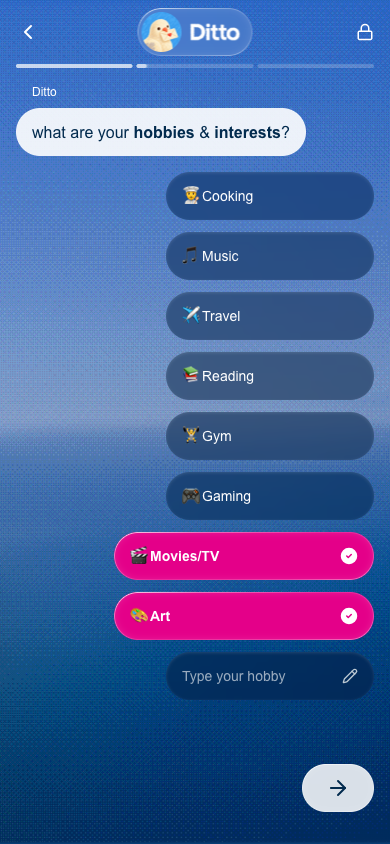 Ditto
Ditto
what are your hobbies & interests?
Cooking
Music
Travel
Reading
Gym
Gaming
Movies/TV
Art
Type your hobby